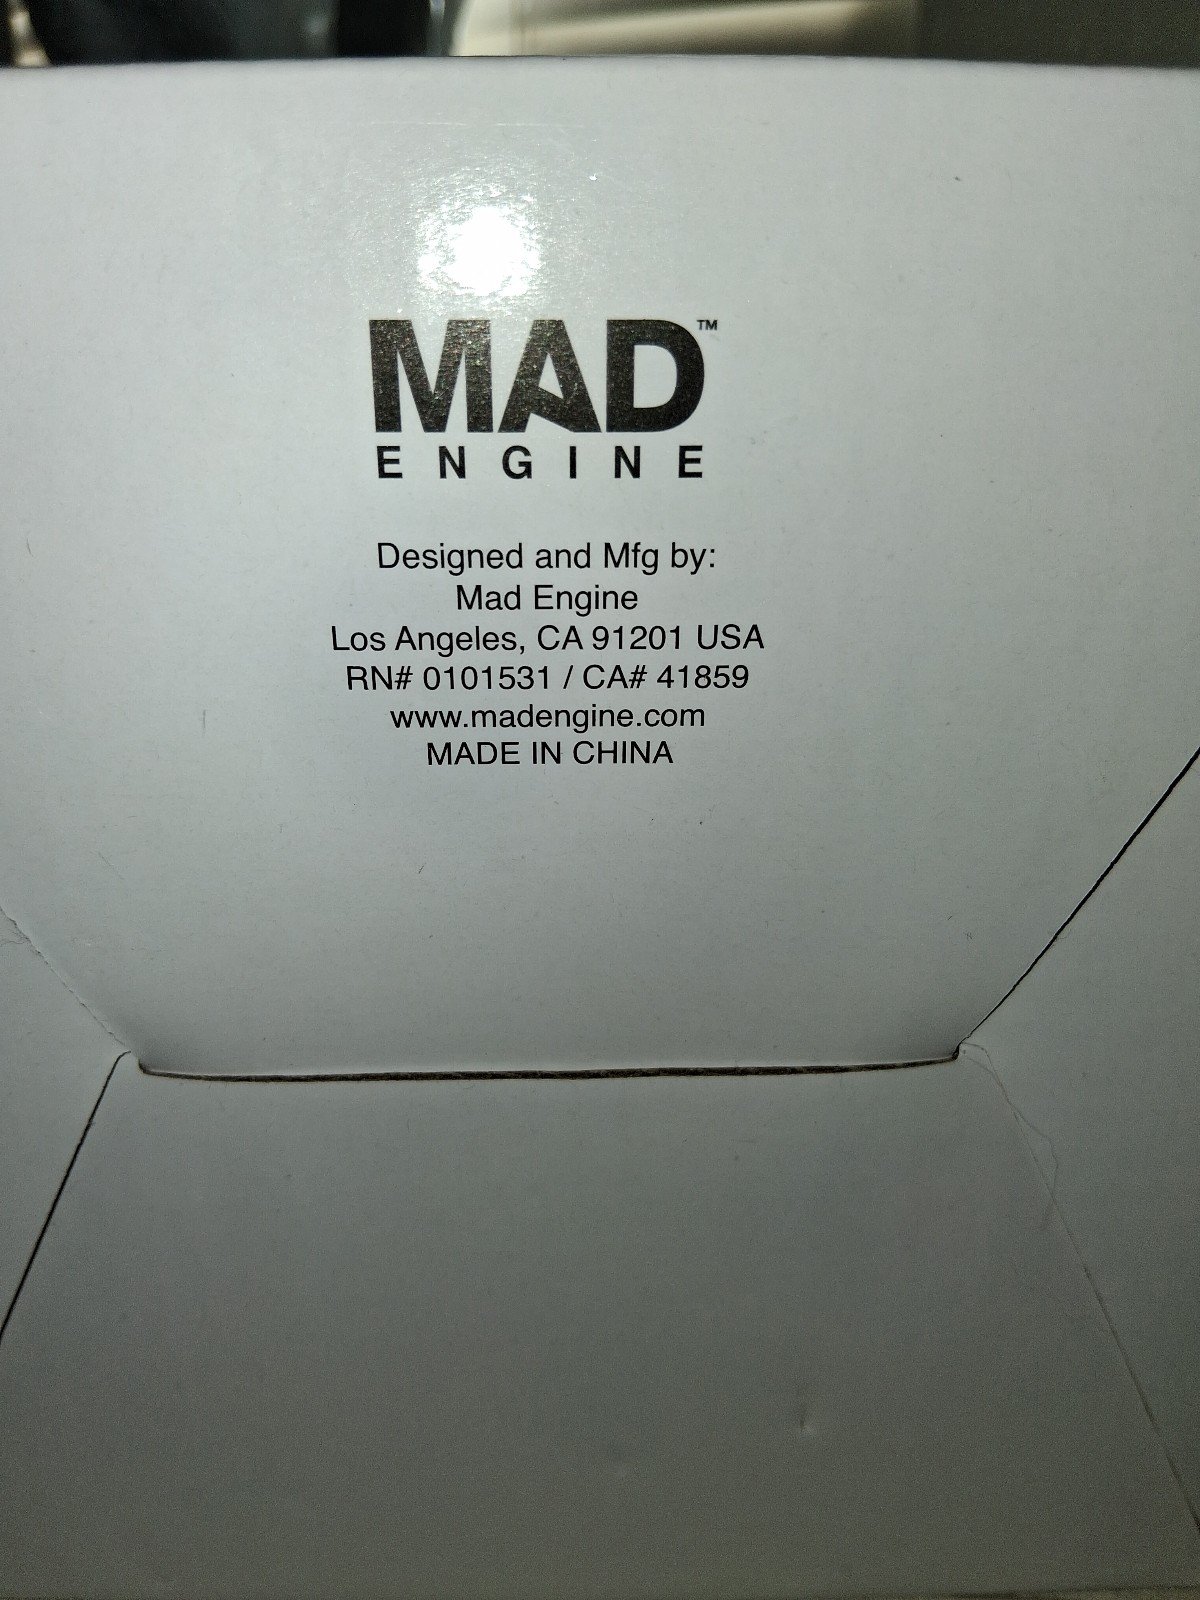 MAD™
ENGINE
Designed and Mfg by:
Mad Engine
Los Angeles, CA 91201 USA
RN# 0101531 / CA# 41859
www.madengine.com
MADE IN CHINA